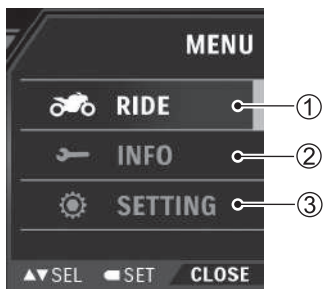 MENU
RIDE ①
INFO ②
SETTING ③
▲▼SEL SET CLOSE